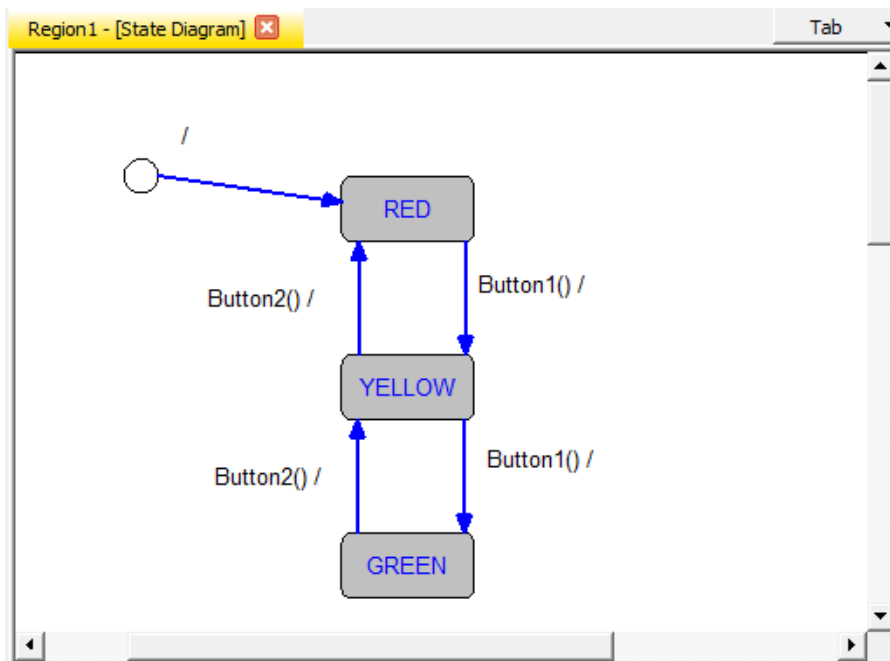 Region1 - [State Diagram]
Tab
/
RED
Button2() /
Button1() /
YELLOW
Button2() /
Button1() /
GREEN